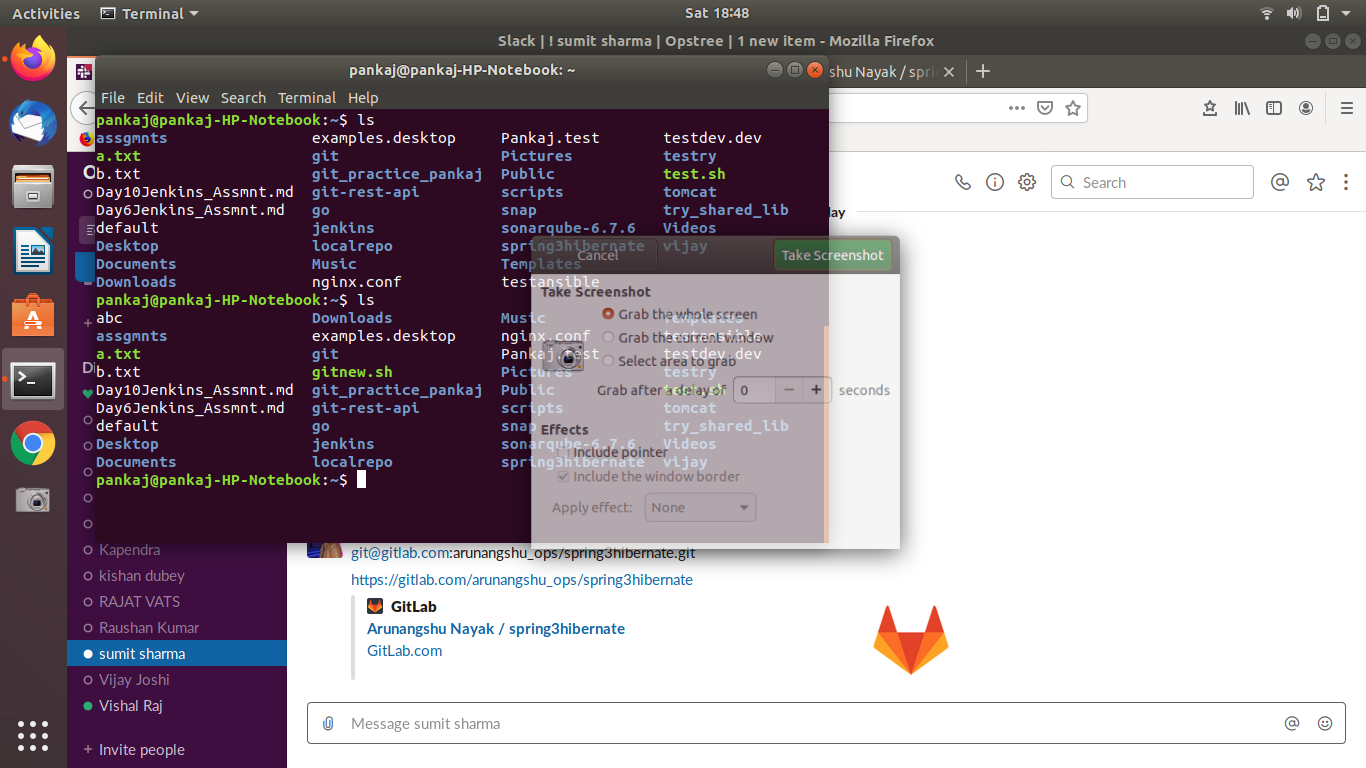 Activities Terminal Sat 18:48
Slack | ! sumit sharma | Opstree | 1 new item - Mozilla Firefox
pankaj@pankaj-HP-Notebook: ~
shu Nayak / spri
File Edit View Search Terminal Help
pankaj@pankaj-HP-Notebook:~$ ls
assgmnts examples.desktop Pankaj.test testdev.dev
a.txt git Pictures testry
b.txt git_practice_pankaj Public test.sh
Day10Jenkins_Assmnt.md git-rest-api scripts tomcat
Day6Jenkins_Assmnt.md go snap try_shared_lib
default jenkins sonarqube-6.7.6 Videos
Desktop localrepo spring3hibernate vijay
Documents Music Templates
Downloads nginx.conf testansible
pankaj@pankaj-HP-Notebook:~$ ls
abc Downloads Music Templates
assgmnts examples.desktop nginx.conf testansible
a.txt git Pankaj.test testdev.dev
b.txt gitnew.sh Pictures testry
Day10Jenkins_Assmnt.md git_practice_pankaj Public test.sh
Day6Jenkins_Assmnt.md git-rest-api scripts tomcat
default go snap try_shared_lib
Desktop jenkins sonarqube-6.7.6 Videos
Documents localrepo spring3hibernate vijay
pankaj@pankaj-HP-Notebook:~$
Cancel Take Screenshot
Take Screenshot
Grab the whole screen
Grab the current window
Select area to grab
Grab after a delay of 0 − + seconds
Effects
Include pointer
Include the window border
Apply effect: None
Search
lay
Kapendra
kishan dubey
RAJAT VATS
Raushan Kumar
sumit sharma
Vijay Joshi
Vishal Raj
+ Invite people
git@gitlab.com:arunangshu_ops/spring3hibernate.git
https://gitlab.com/arunangshu_ops/spring3hibernate
GitLab
Arunangshu Nayak / spring3hibernate
GitLab.com
Message sumit sharma